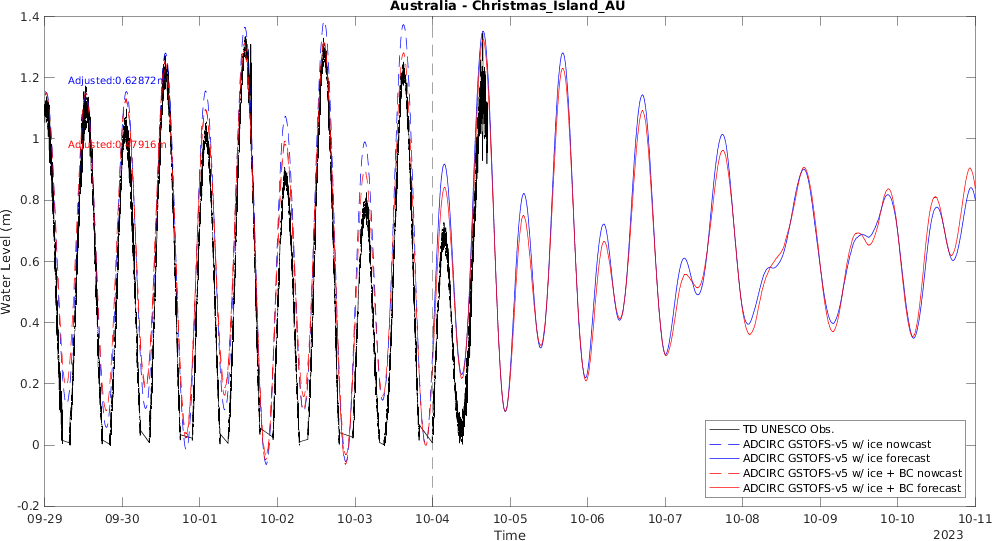 Australia - Christmas_Island_AU
Water Level (m)
1.4
1.2
1
0.8
0.6
0.4
0.2
0
-0.2
Adjusted:0.62872m
09-29
09-30
10-01
10-02
10-03
10-04
10-05
10-06
10-07
10-08
10-09
10-10
10-11
Time
2023
TD UNESCO Obs.
ADCIRC GSTOFS-v5 w/ ice nowcast
ADCIRC GSTOFS-v5 w/ ice forecast
ADCIRC GSTOFS-v5 w/ ice + BC nowcast
ADCIRC GSTOFS-v5 w/ ice + BC forecast